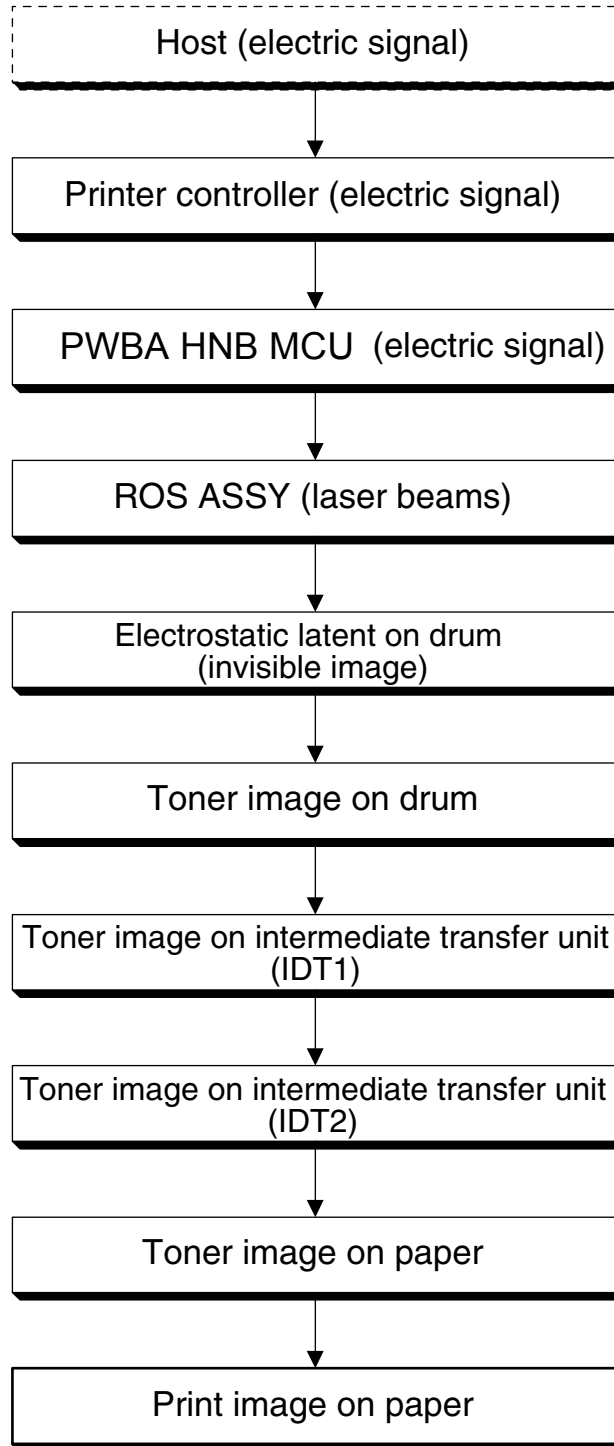 Host (electric signal)
Printer controller (electric signal)
PWBA HNB MCU (electric signal)
ROS ASSY (laser beams)
Electrostatic latent on drum
(invisible image)
Toner image on drum
Toner image on intermediate transfer unit
(IDT1)
Toner image on intermediate transfer unit
(IDT2)
Toner image on paper
Print image on paper